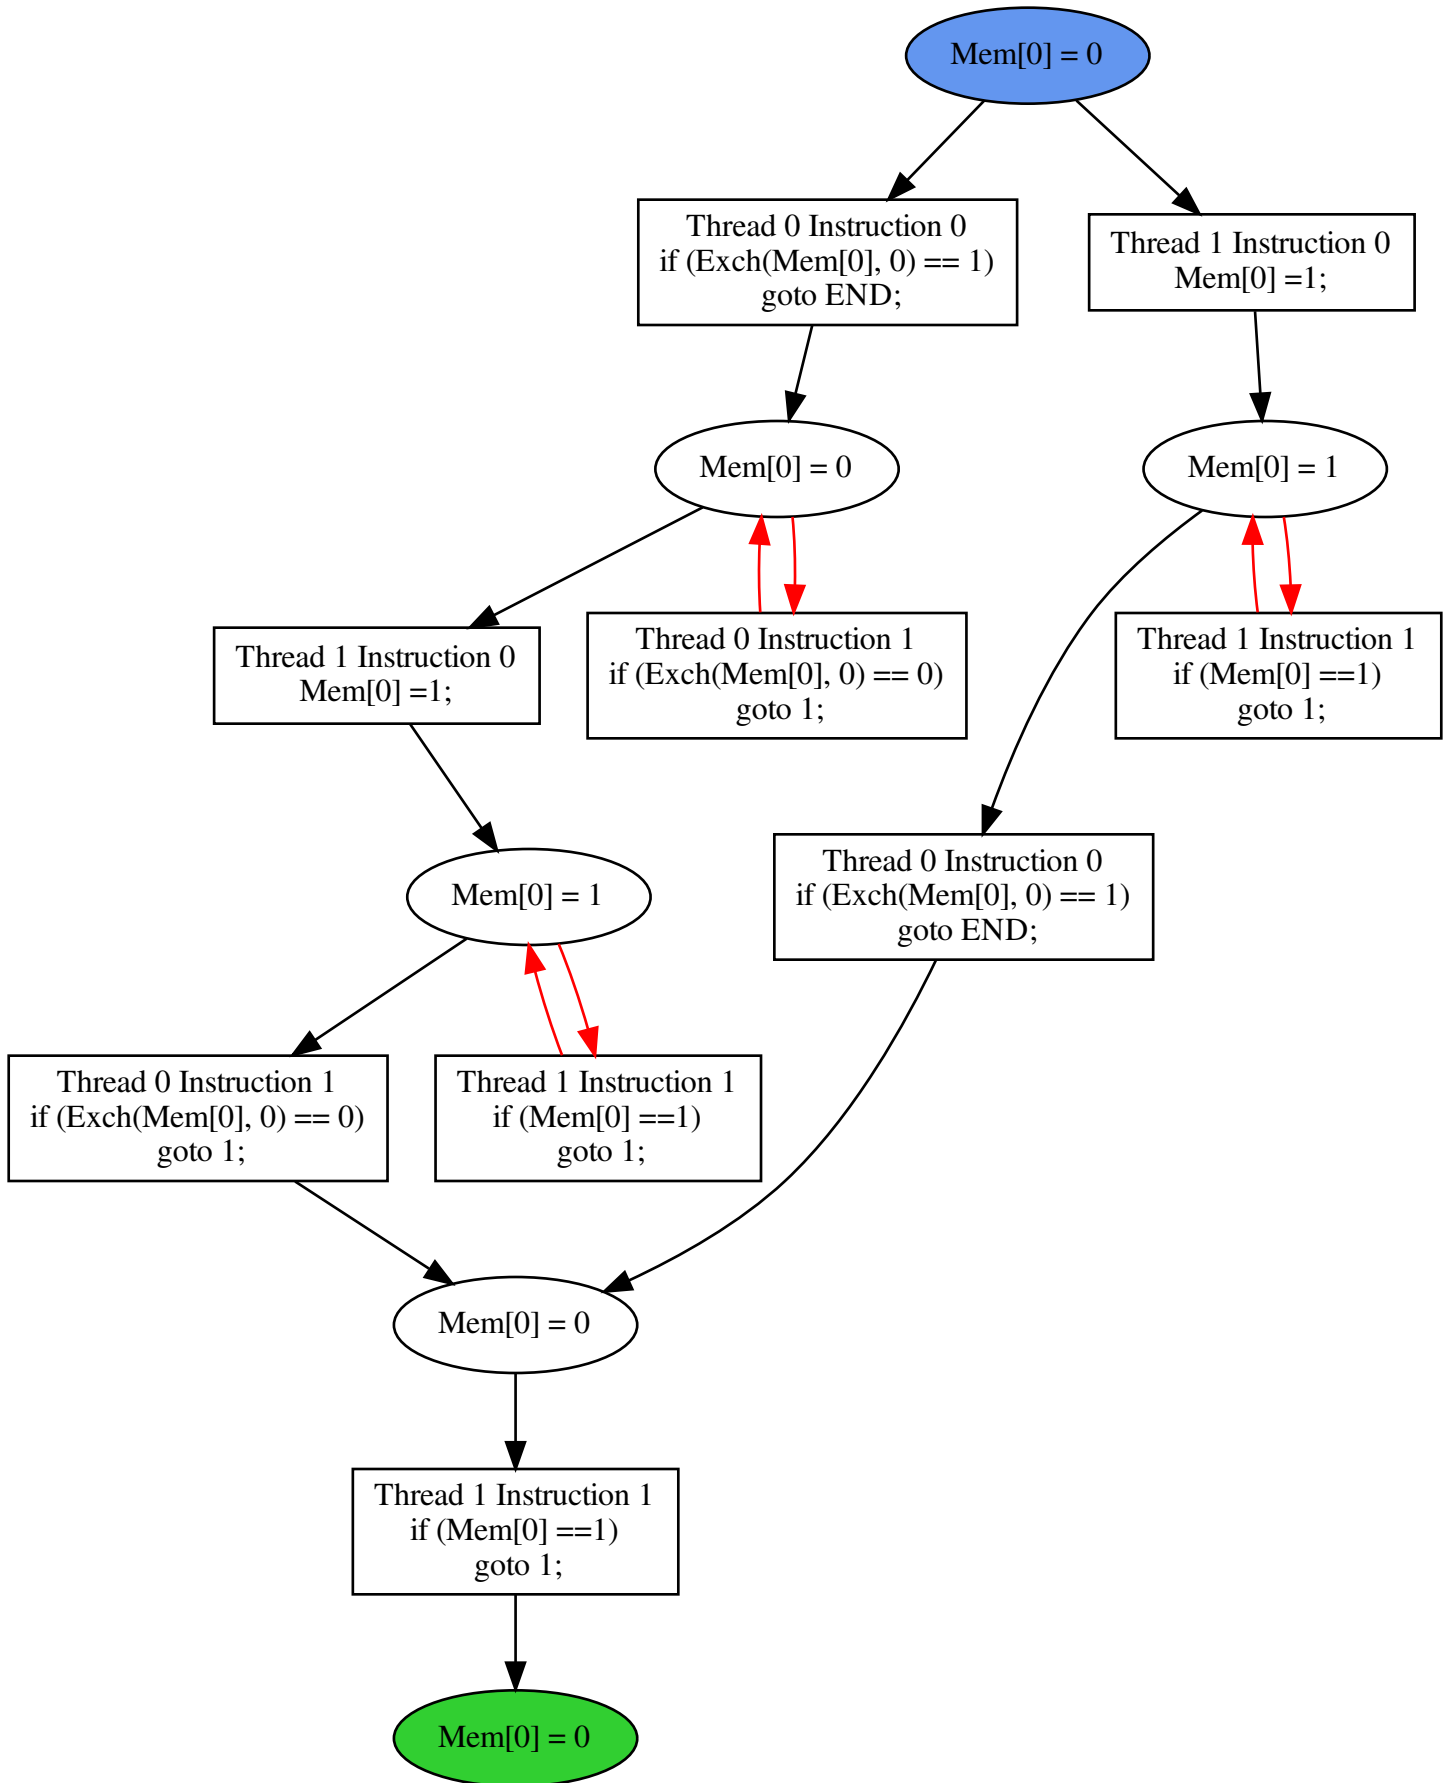 Mem[0] = 0
Thread 0 Instruction 0
if (Exch(Mem[0], 0) == 1)
goto END;
Thread 1 Instruction 0
Mem[0] =1;
Mem[0] = 0
Mem[0] = 1
Thread 1 Instruction 0
Mem[0] =1;
Thread 0 Instruction 1
if (Exch(Mem[0], 0) == 0)
goto 1;
Thread 1 Instruction 1
if (Mem[0] ==1)
goto 1;
Mem[0] = 1
Thread 0 Instruction 0
if (Exch(Mem[0], 0) == 1)
goto END;
Thread 0 Instruction 1
if (Exch(Mem[0], 0) == 0)
goto 1;
Thread 1 Instruction 1
if (Mem[0] ==1)
goto 1;
Mem[0] = 0
Thread 1 Instruction 1
if (Mem[0] ==1)
goto 1;
Mem[0] = 0